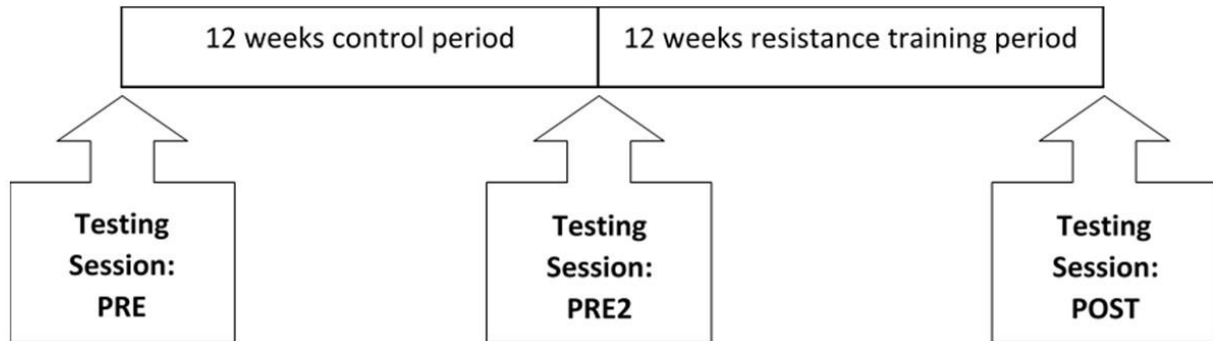 12 weeks control period
12 weeks resistance training period
Testing
Session:
PRE
Testing
Session:
PRE2
Testing
Session:
POST